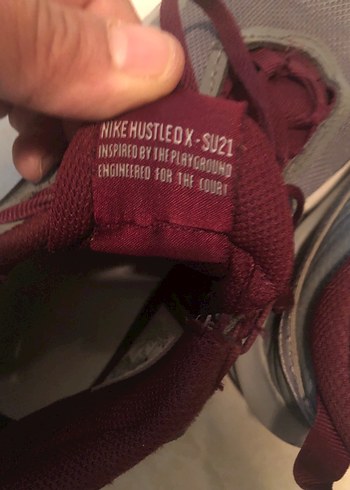 NIKE HUSTLE D X - SU21
INSPIRED BY THE PLAYGROUND
ENGINEERED FOR THE COURT